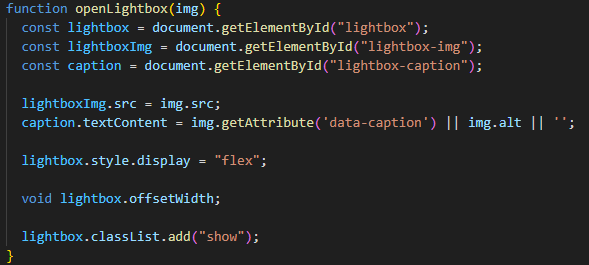 function openLightbox(img) {
  const lightbox = document.getElementById("lightbox");
  const lightboxImg = document.getElementById("lightbox-img");
  const caption = document.getElementById("lightbox-caption");

  lightboxImg.src = img.src;
  caption.textContent = img.getAttribute('data-caption') || img.alt || '';

  lightbox.style.display = "flex";

  void lightbox.offsetWidth;

  lightbox.classList.add("show");
}